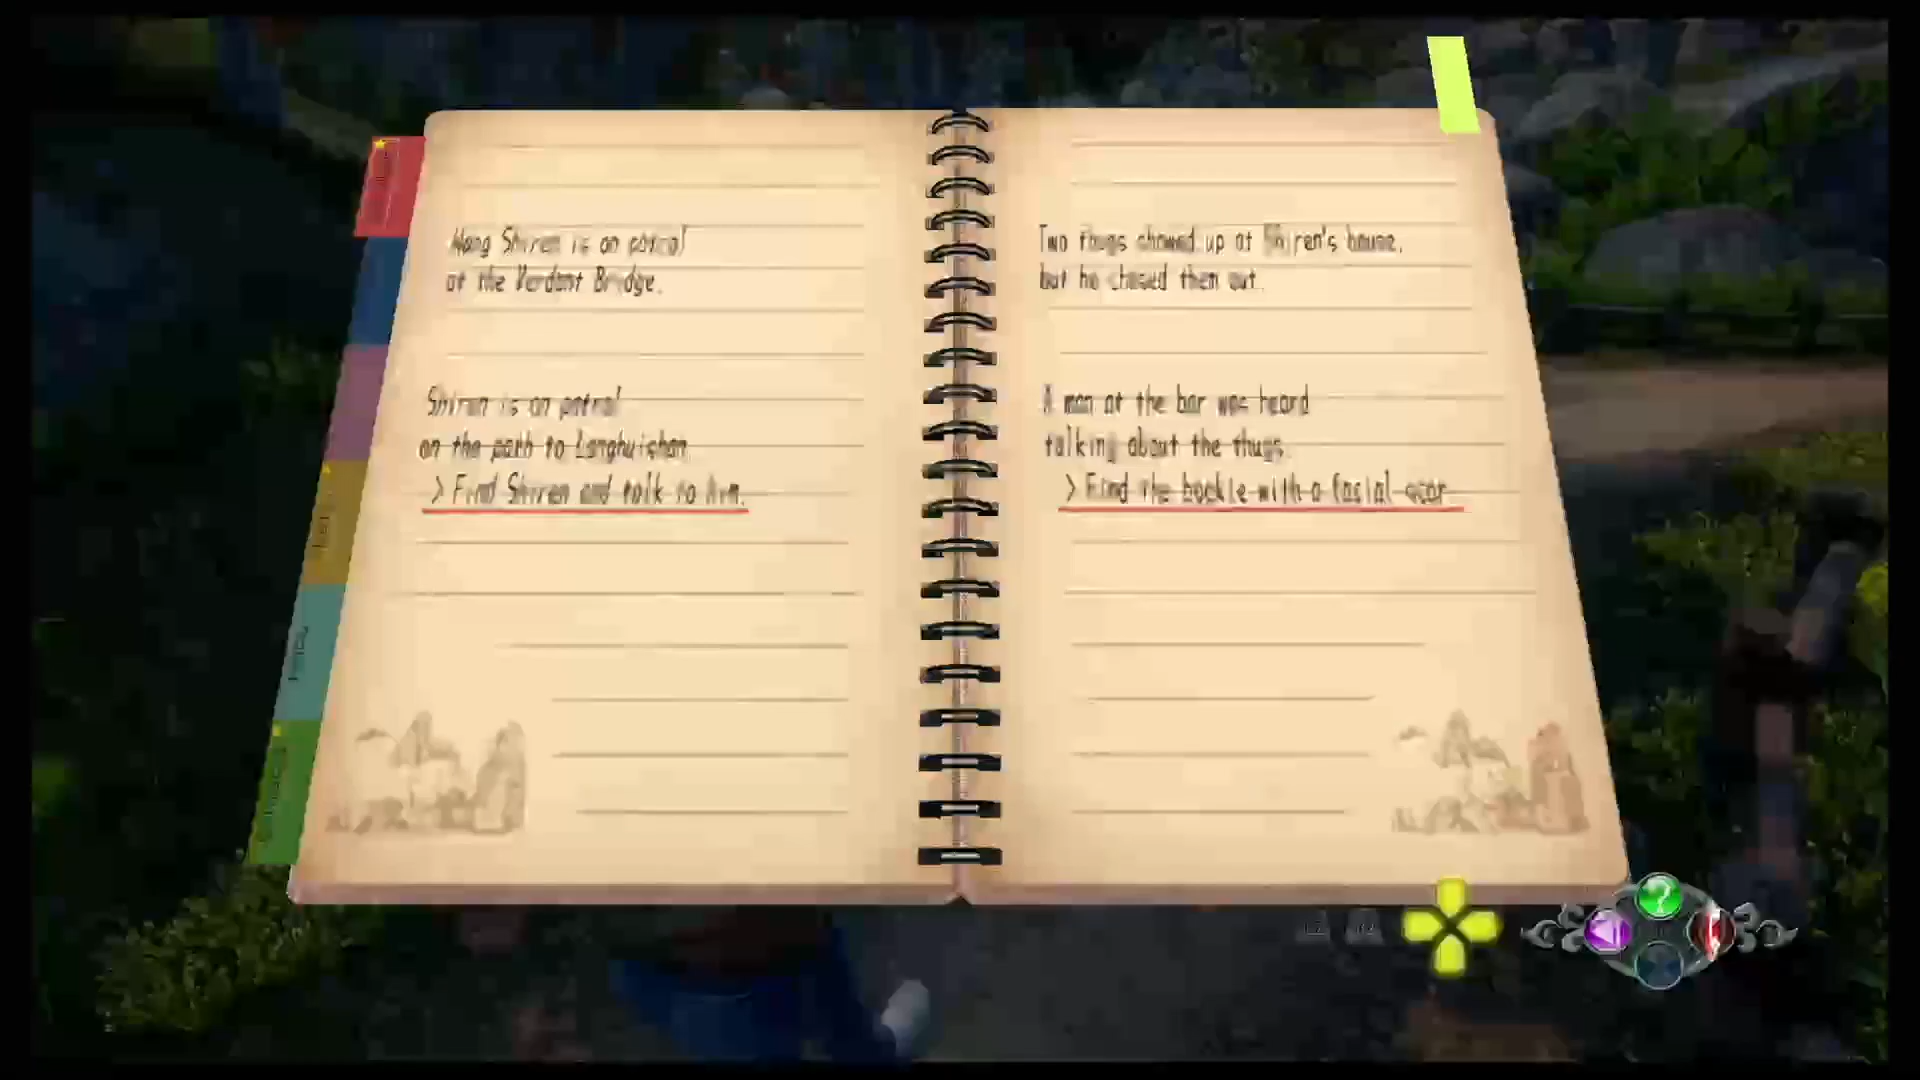 Wang Shiren is on patrol
at the Verdant Bridge.
Shiren is on patrol
on the path to Langhuishan.
> Find Shiren and talk to him.
Two thugs showed up at Shiren's house,
but he chased them out.
A man at the bar was heard
talking about the thugs.
> Find the bookie with a facial scar.